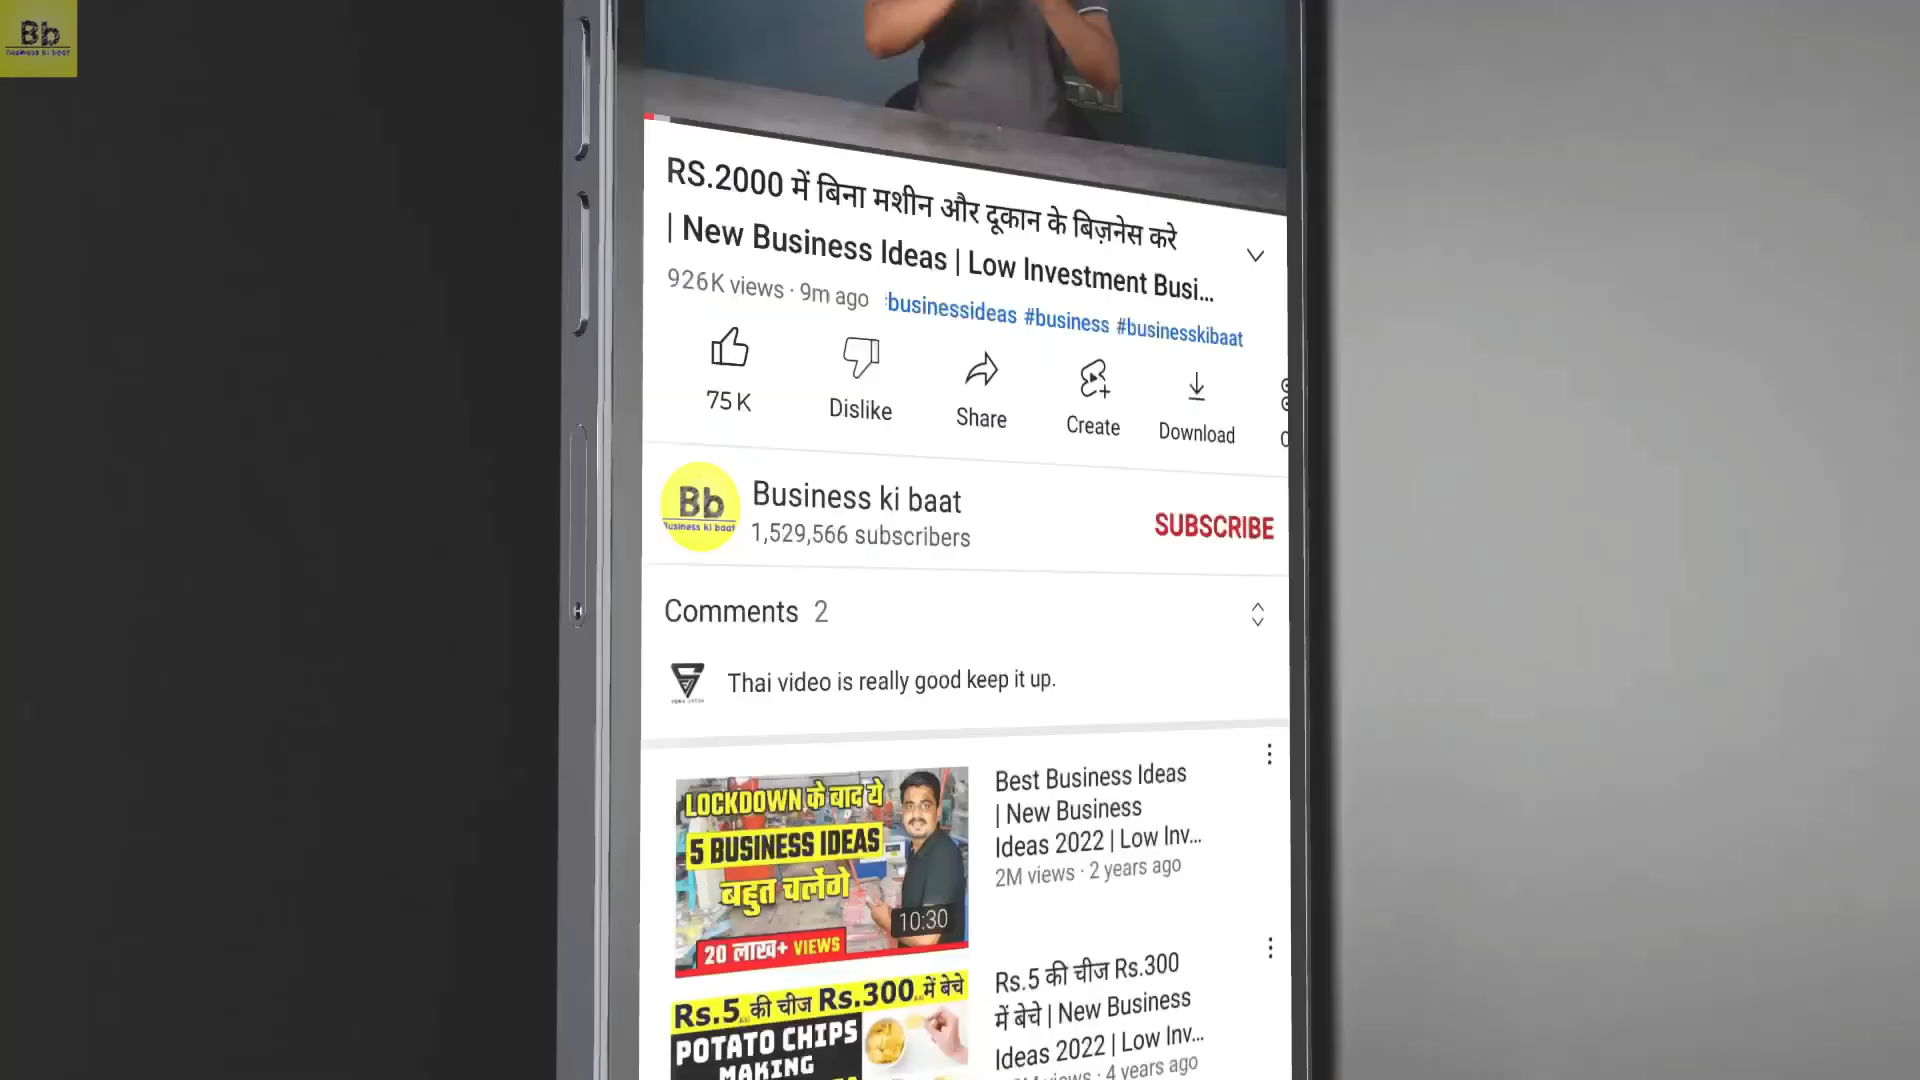 Bb
Business ki baat
RS.2000 में बिना मशीन और दूकान के बिज़नेस करे
| New Business Ideas | Low Investment Busi...
926K views · 9m ago businessideas #business #businesskibaat
75K
Dislike
Share
Create
Download
Bb
Business ki baat
Business ki baat
1,529,566 subscribers
SUBSCRIBE
Comments 2
Thai video is really good keep it up.
LOCKDOWN के बाद ये
5 BUSINESS IDEAS
बहुत चलेंगे
20 लाख+ VIEWS
10:30
Best Business Ideas
| New Business
Ideas 2022 | Low Inv...
2M views · 2 years ago
Rs.5 की चीज Rs.300 में बेचे
POTATO CHIPS
MAKING
Rs.5 की चीज Rs.300
में बेचे | New Business
Ideas 2022 | Low Inv...
views · 4 years ago